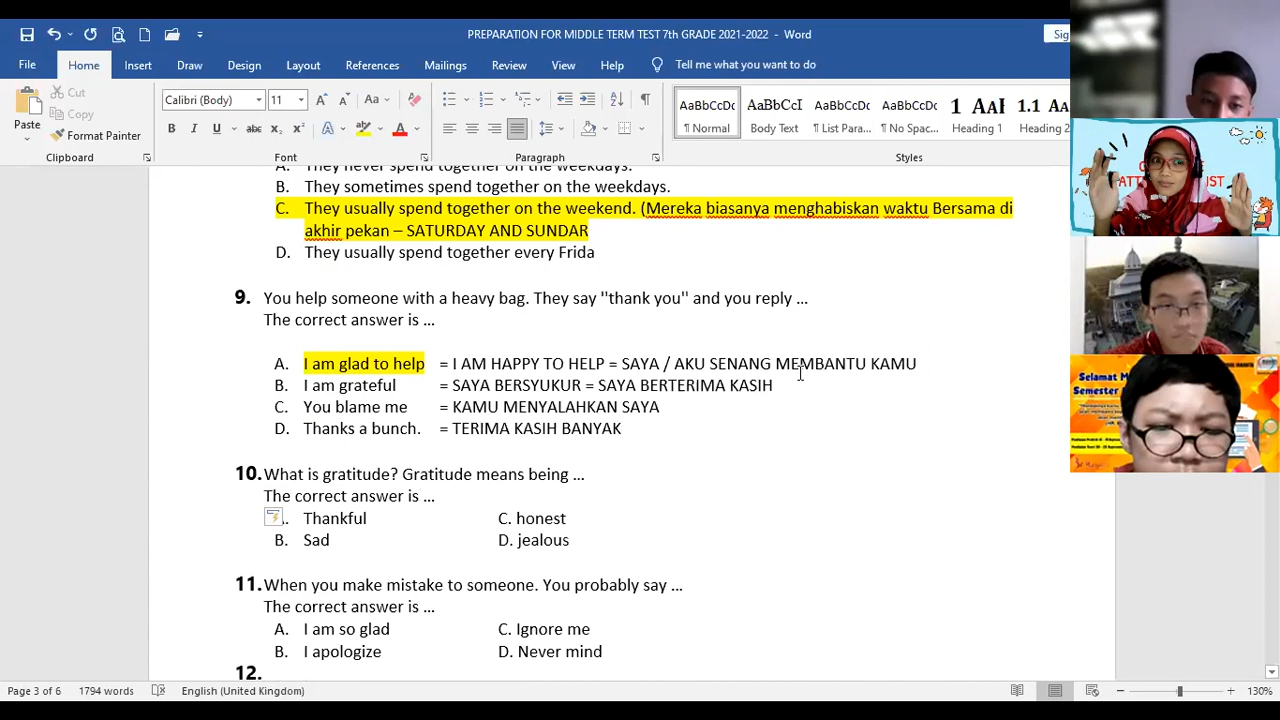 PREPARATION FOR MIDDLE TERM TEST 7th GRADE 2021-2022 - Word
File Home Insert Draw Design Layout References Mailings Review View Help Tell me what you want to do
Paste
Cut
Copy
Format Painter
Calibri (Body) 11
AaBbCcDc AaBbCcI AaBbCcDc AaBbCcDc 1 AaBl 1.1
¶ Normal Body Text ¶ List Para... ¶ No Spac... Heading 1 Heading 2
Clipboard Font Paragraph Styles
A. They never spend together on the weekdays.
B. They sometimes spend together on the weekdays.
C. They usually spend together on the weekend. (Mereka biasanya menghabiskan waktu Bersama di
akhir pekan – SATURDAY AND SUNDAR
D. They usually spend together every Frida
9. You help someone with a heavy bag. They say "thank you" and you reply ...
The correct answer is ...
A. I am glad to help = I AM HAPPY TO HELP = SAYA / AKU SENANG MEMBANTU KAMU
B. I am grateful = SAYA BERSYUKUR = SAYA BERTERIMA KASIH
C. You blame me = KAMU MENYALAHKAN SAYA
D. Thanks a bunch. = TERIMA KASIH BANYAK
10. What is gratitude? Gratitude means being ...
The correct answer is ...
Thankful C. honest
B. Sad D. jealous
11. When you make mistake to someone. You probably say ...
The correct answer is ...
A. I am so glad C. Ignore me
B. I apologize D. Never mind
12.
Page 3 of 6 1794 words English (United Kingdom) 130%
Selamat